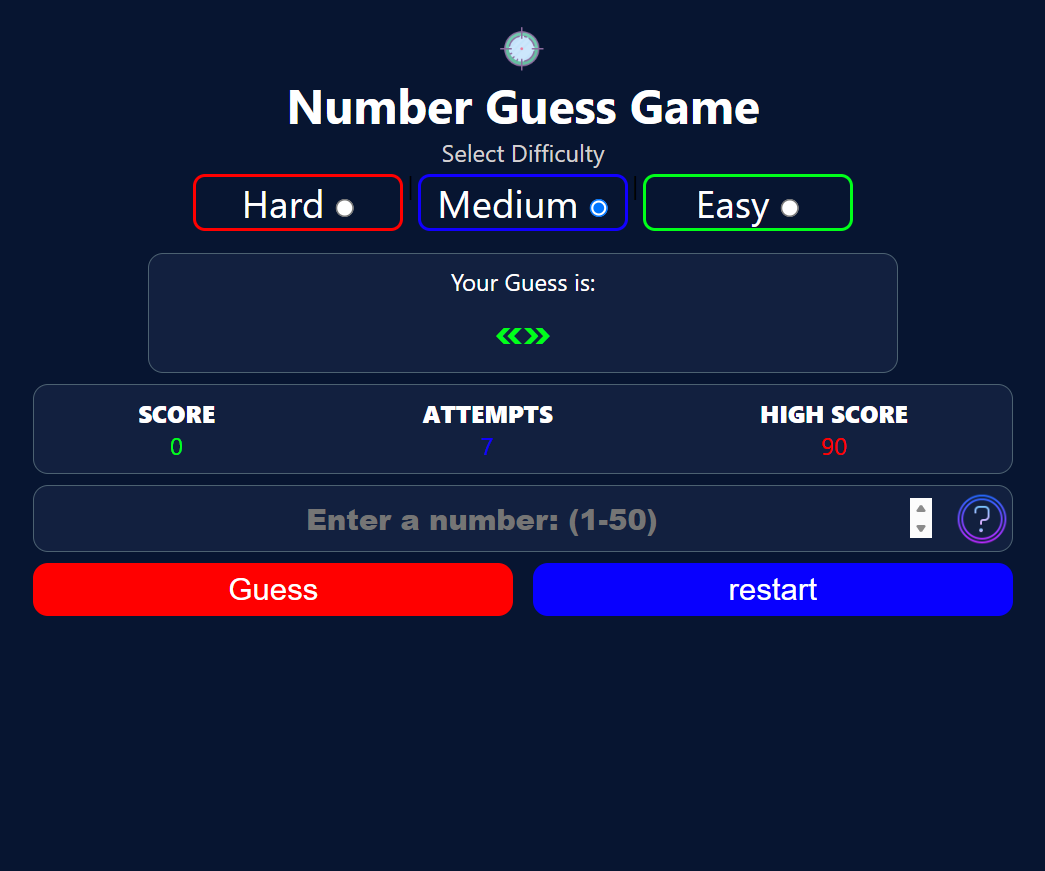 Number Guess Game
Select Difficulty
Hard | Medium | Easy
Your Guess is:
«»
SCORE ATTEMPTS HIGH SCORE
0 7 90
Enter a number: (1-50) ?
Guess restart